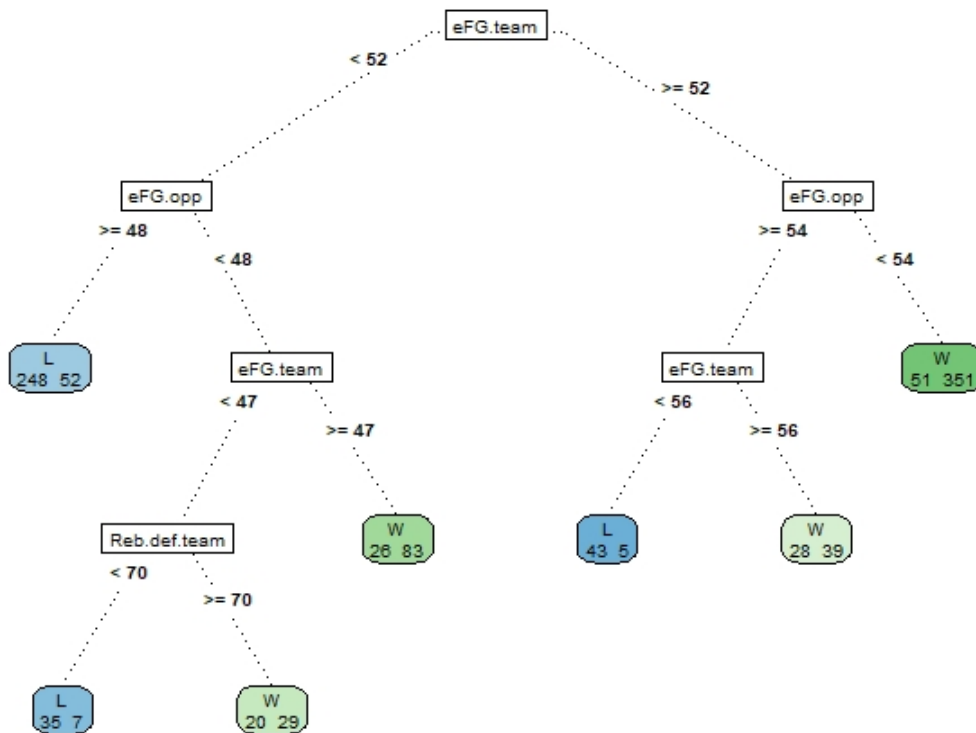 eFG.team
< 52
>= 52
eFG.opp
eFG.opp
>= 48
>= 54
< 48
< 54
L
248 52
eFG.team
eFG.team
W
51 351
< 47
< 56
>= 47
>= 56
Reb.def.team
W
26 83
L
43 5
W
28 39
< 70
>= 70
L
35 7
W
20 29